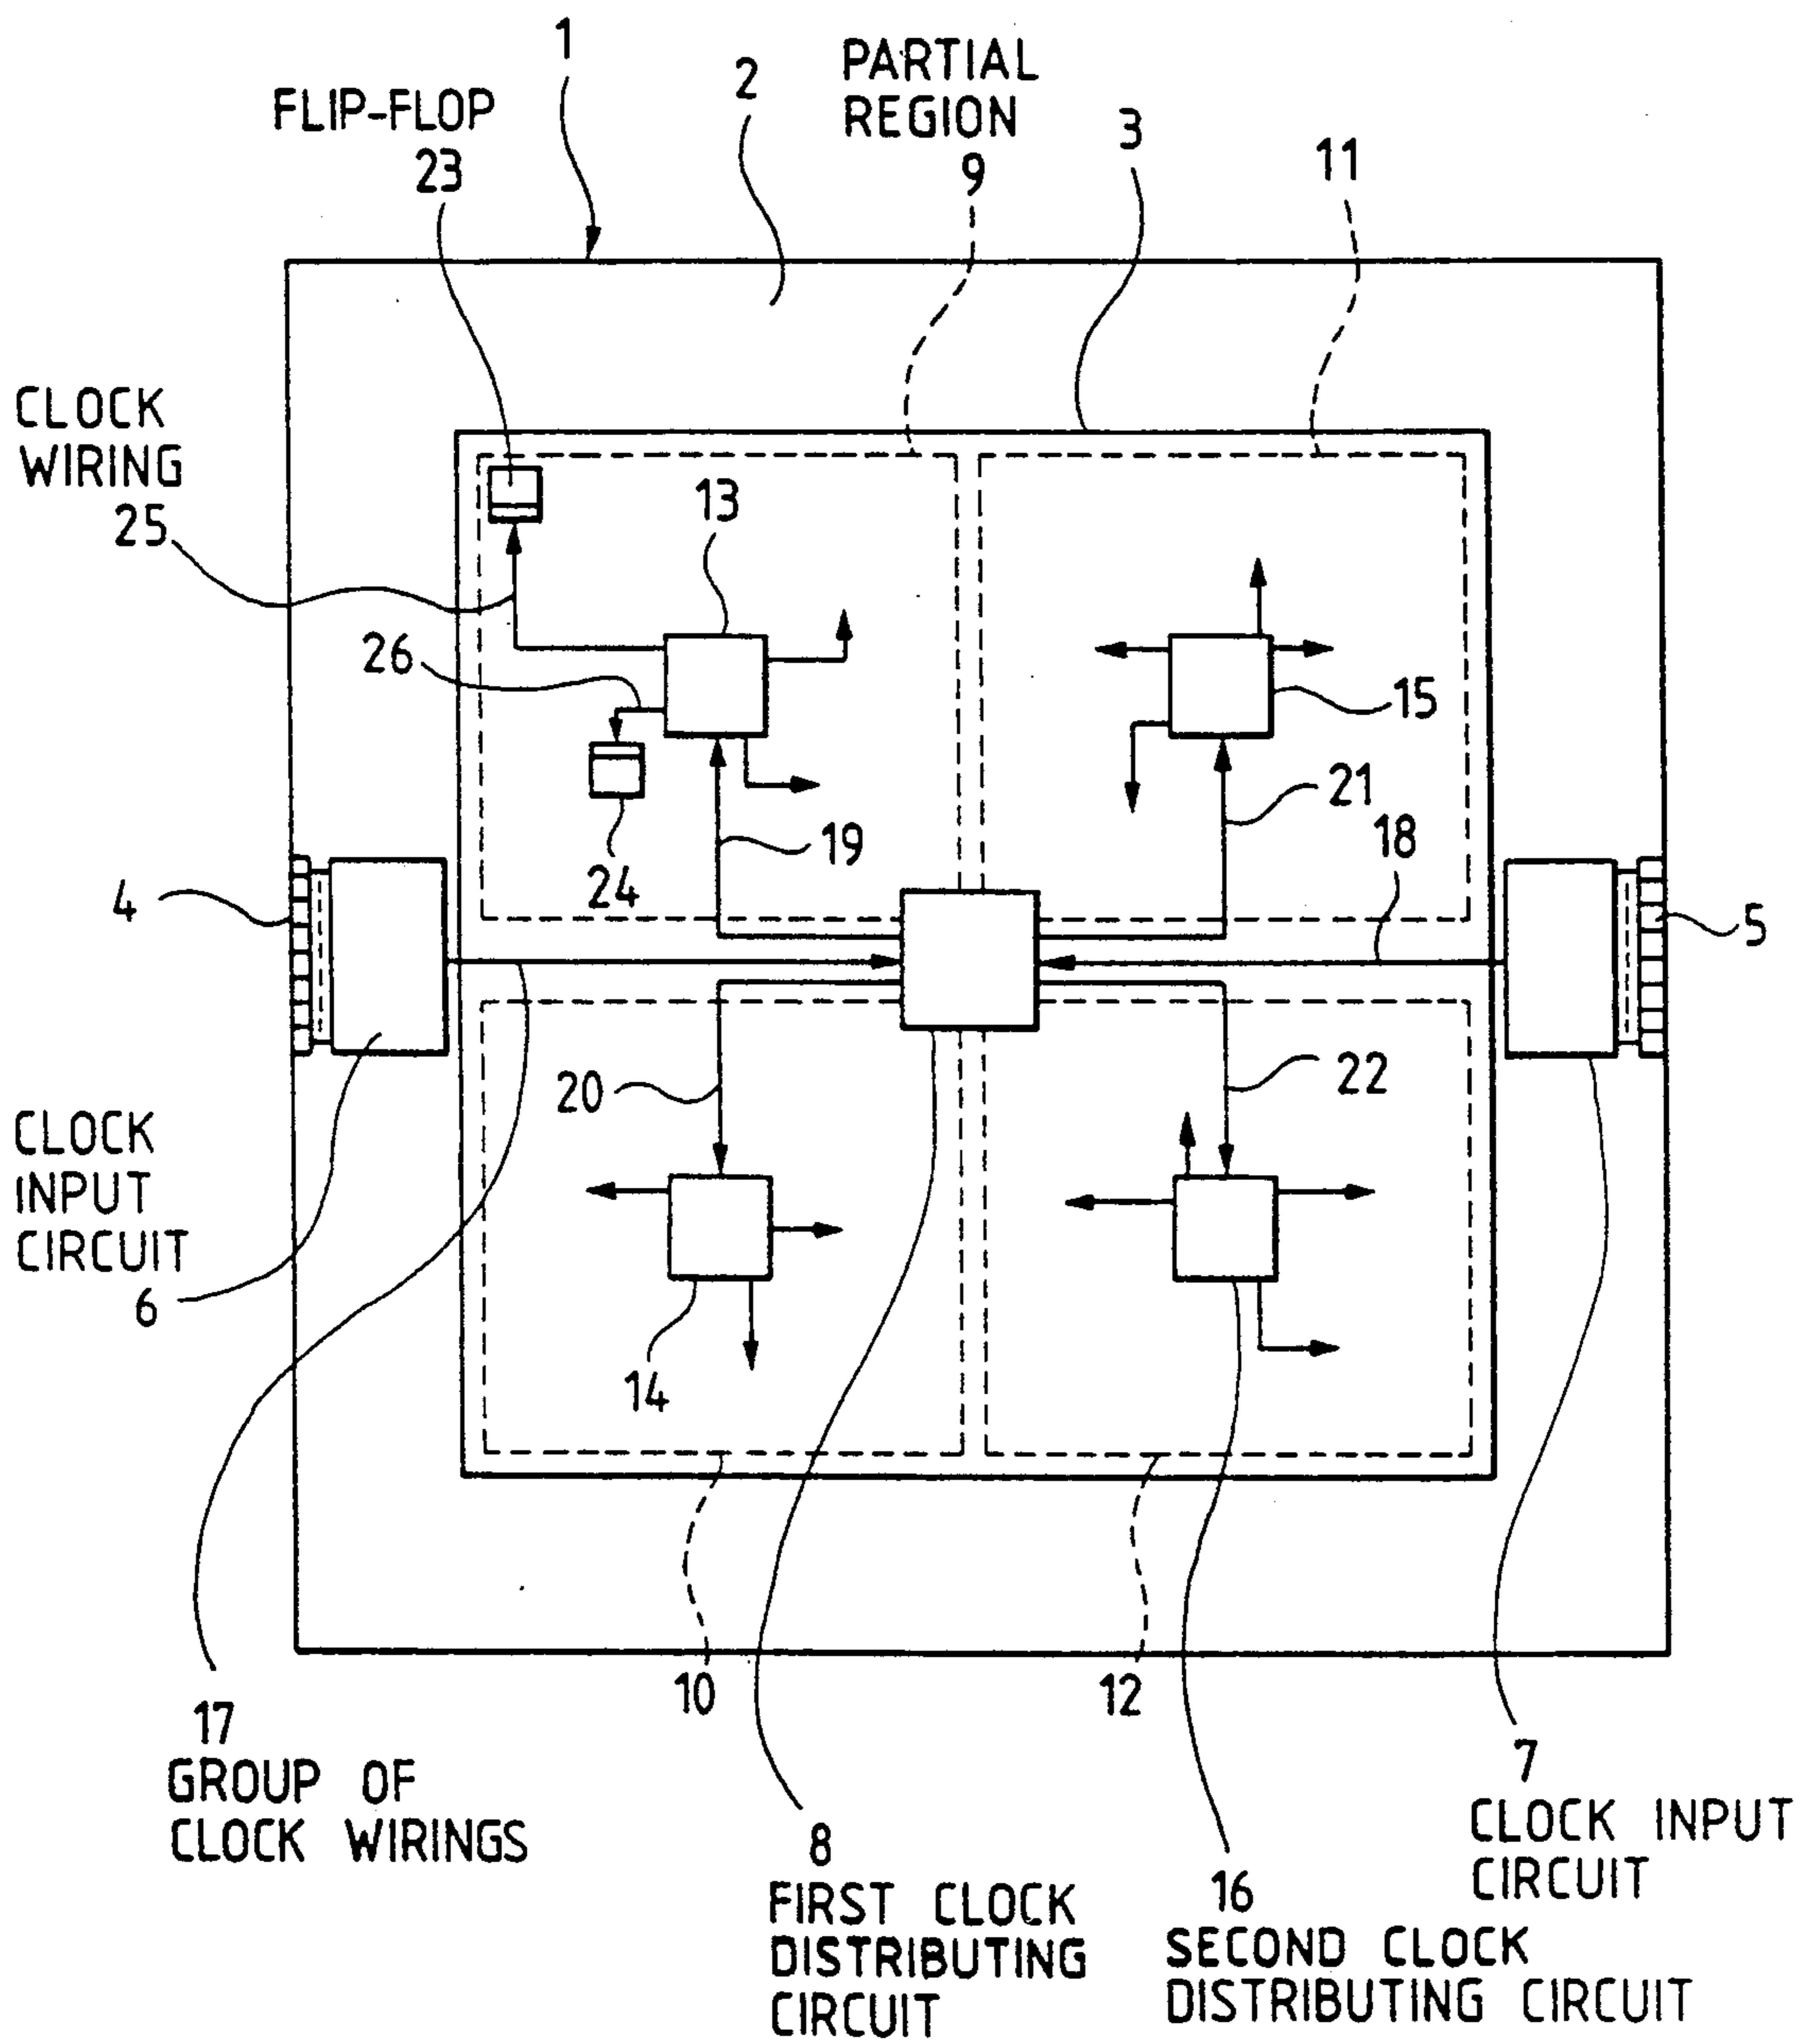 1
2
PARTIAL
REGION
9
FLIP-FLOP
23
3
11
CLOCK
WIRING
25
13
26
15
21
18
19
24
4
5
20
22
CLOCK
INPUT
CIRCUIT
6
14
10
12
17
GROUP OF
CLOCK WIRINGS
8
FIRST CLOCK
DISTRIBUTING
CIRCUIT
16
SECOND CLOCK
DISTRIBUTING CIRCUIT
7
CLOCK INPUT
CIRCUIT